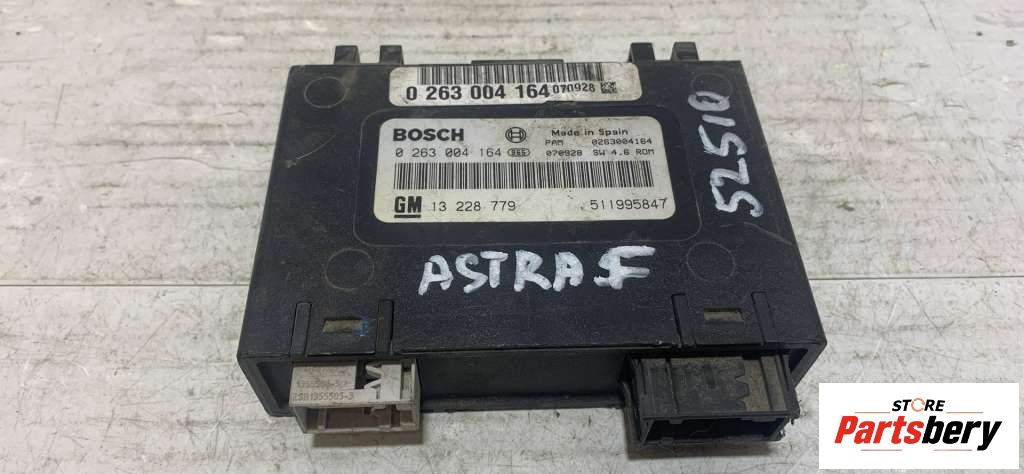 0 263 004 164 070928
BOSCH Made in Spain
PAM 0263004164
0 263 004 164 070928 SW 4.6 ROM
GM 13 228 779 511995847
52510
ASTRA F
STORE
Partsbery